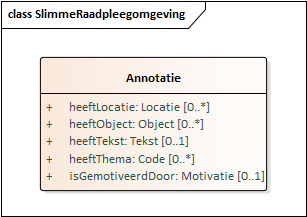 class SlimmeRaadpleegomgeving
Annotatie
+ heeftLocatie: Locatie [0..*]
+ heeftObject: Object [0..*]
+ heeftTekst: Tekst [0..1]
+ heeftThema: Code [0..*]
+ isGemotiveerdDoor: Motivatie [0..1]